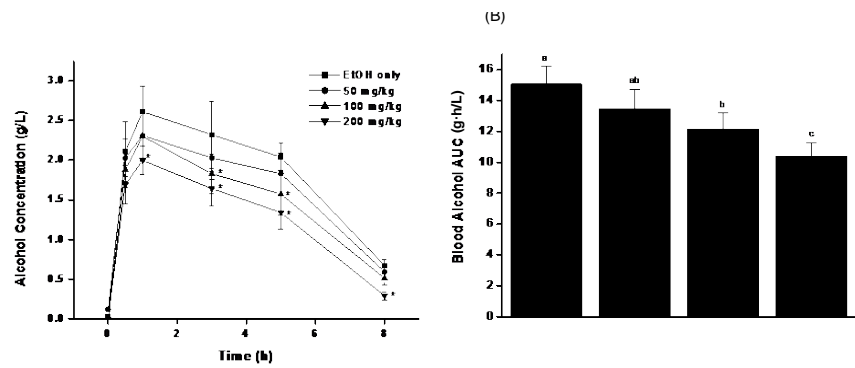 (B)
EtOH only
50 mg/kg
100 mg/kg
200 mg/kg
Alcohol Concentration (g/L)
3.0
2.5
2.0
1.5
1.0
0.5
0.0
* * * * * * *
0 2 4 6 8
Time (h)
Blood Alcohol AUC (g·h/L)
16
14
12
10
8
6
4
2
0
a
ab
b
c